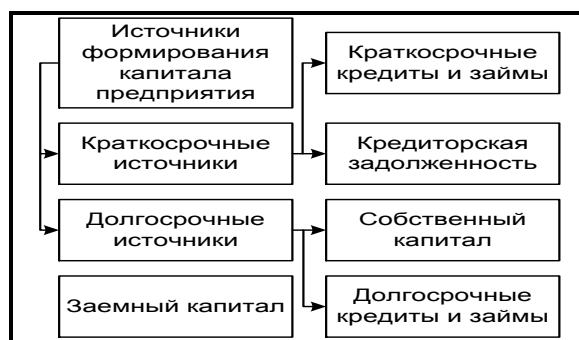 Источники
формирования
капитала
предприятия
Краткосрочные
кредиты и займы
Краткосрочные
источники
Кредиторская
задолженность
Долгосрочные
источники
Собственный
капитал
Заемный капитал
Долгосрочные
кредиты и займы